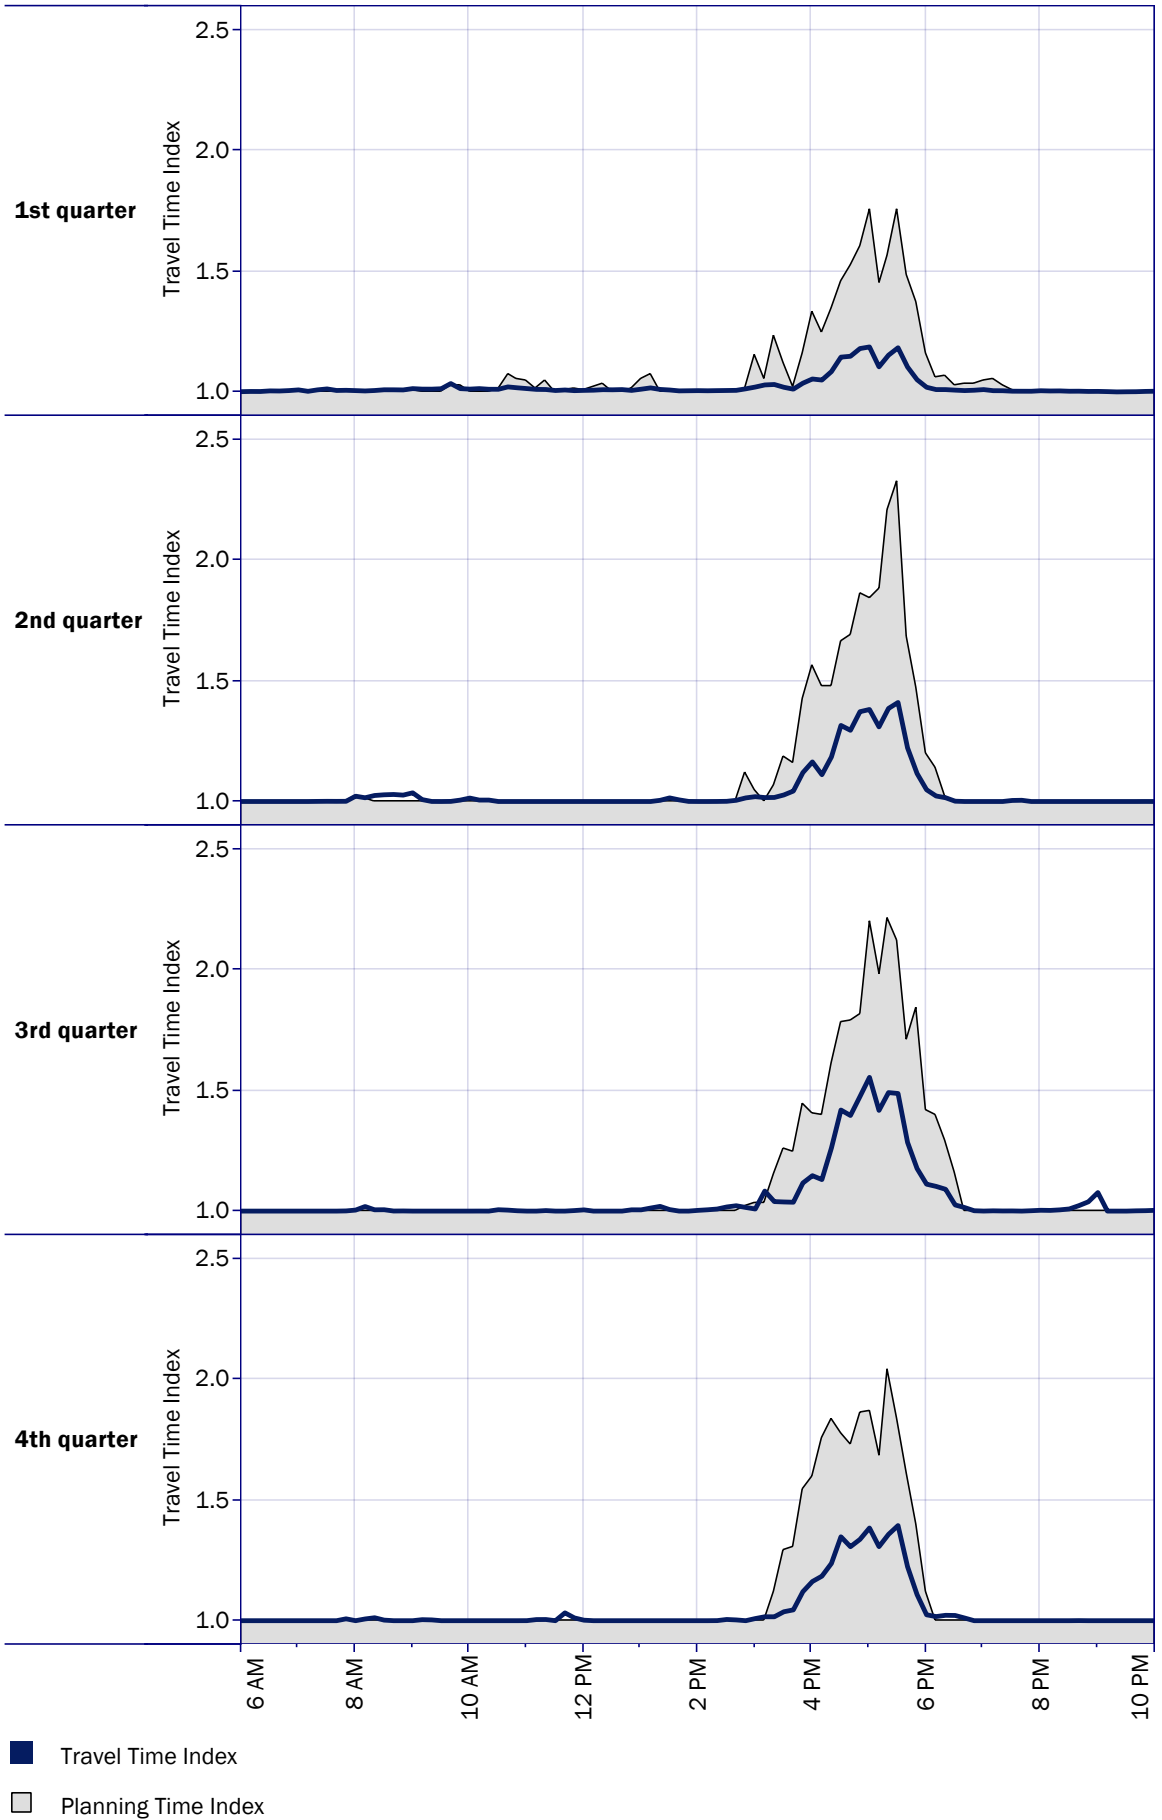 2.5
2.0
1.5
1.0
Travel Time Index
1st quarter
2.5
2.0
1.5
1.0
Travel Time Index
2nd quarter
2.5
2.0
1.5
1.0
Travel Time Index
3rd quarter
2.5
2.0
1.5
1.0
Travel Time Index
4th quarter
6 AM
8 AM
10 AM
12 PM
2 PM
4 PM
6 PM
8 PM
10 PM
Travel Time Index
Planning Time Index